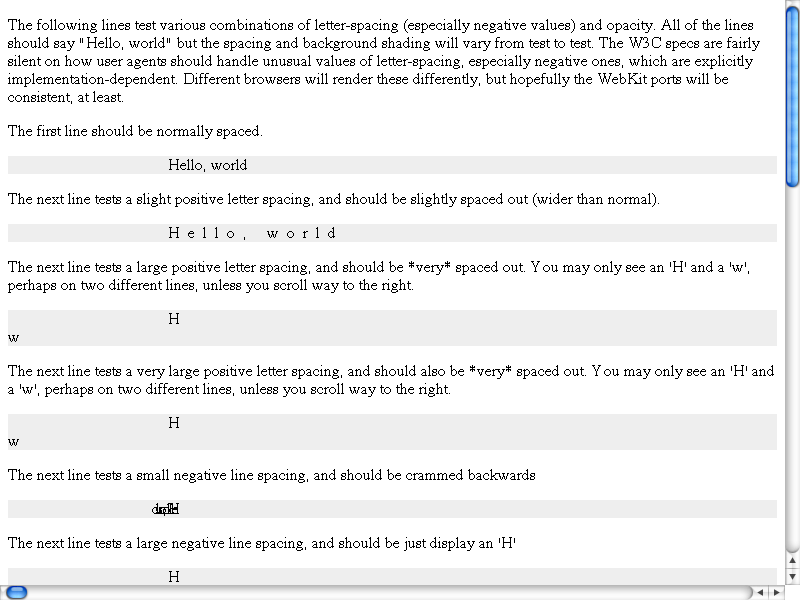 The following lines test various combinations of letter-spacing (especially negative values) and opacity. All of the lines
should say "Hello, world" but the spacing and background shading will vary from test to test. The W3C specs are fairly
silent on how user agents should handle unusual values of letter-spacing, especially negative ones, which are explicitly
implementation-dependent. Different browsers will render these differently, but hopefully the WebKit ports will be
consistent, at least.
The first line should be normally spaced.
Hello, world
The next line tests a slight positive letter spacing, and should be slightly spaced out (wider than normal).
H e l l o ,  w o r l d
The next line tests a large positive letter spacing, and should be *very* spaced out. You may only see an 'H' and a 'w',
perhaps on two different lines, unless you scroll way to the right.
H
w
The next line tests a very large positive letter spacing, and should also be *very* spaced out. You may only see an 'H' and
a 'w', perhaps on two different lines, unless you scroll way to the right.
H
w
The next line tests a small negative line spacing, and should be crammed backwards
The next line tests a large negative line spacing, and should be just display an 'H'
H